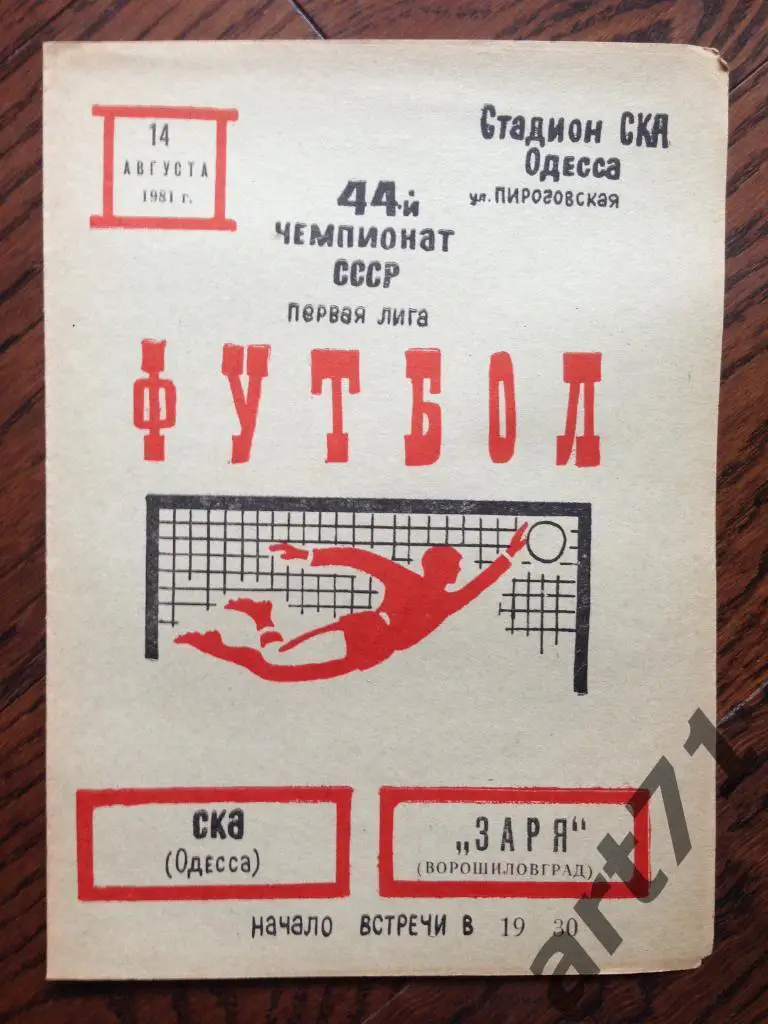 14
АВГУСТА
1981 г.
Стадион СКА
Одесса
ул. ПИРОГОВСКАЯ
44-й
ЧЕМПИОНАТ
СССР
ПЕРВАЯ ЛИГА
ФУТБОЛ
СКА
(Одесса)
„ЗАРЯ“
(ВОРОШИЛОВГРАД)
НАЧАЛО ВСТРЕЧИ В 19 30
art71